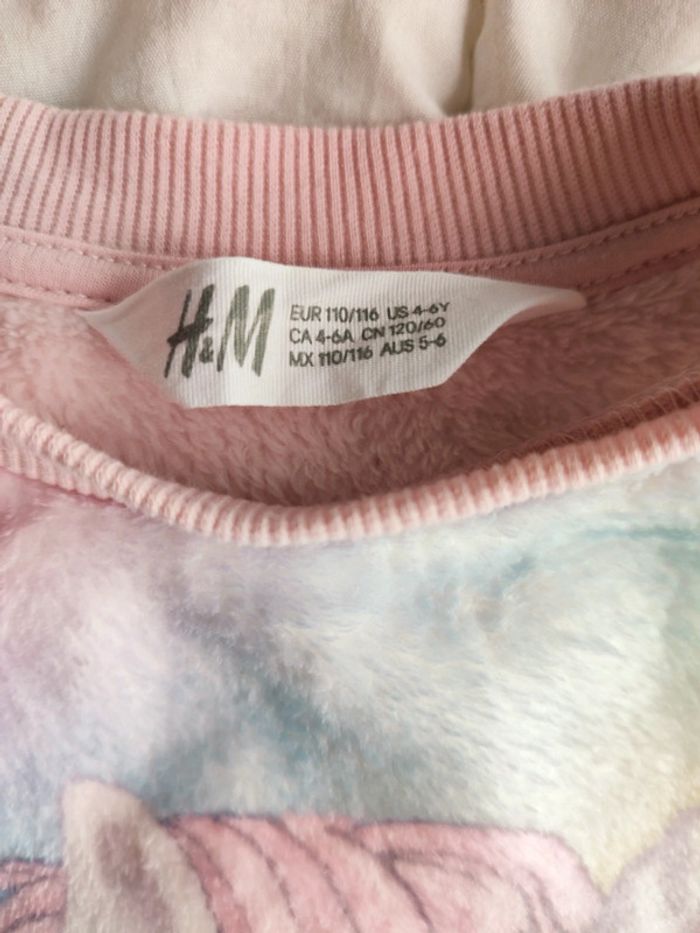 H&M
EUR 110/116 US 4-6Y
CA 4-6A CN 120/60
MX 110/116 AUS 5-6